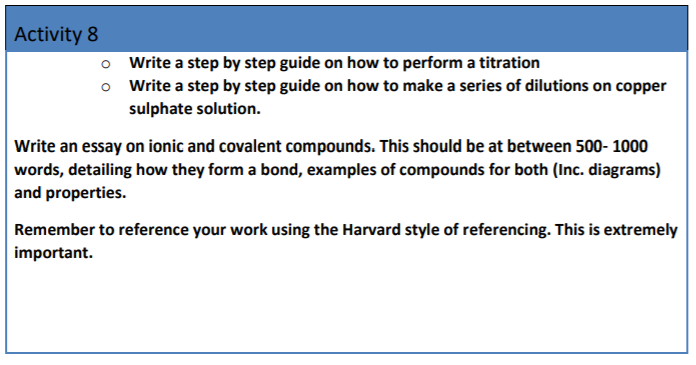 Activity 8
o Write a step by step guide on how to perform a titration
o Write a step by step guide on how to make a series of dilutions on copper
sulphate solution.
Write an essay on ionic and covalent compounds. This should be at between 500- 1000
words, detailing how they form a bond, examples of compounds for both (Inc. diagrams)
and properties.
Remember to reference your work using the Harvard style of referencing. This is extremely
important.